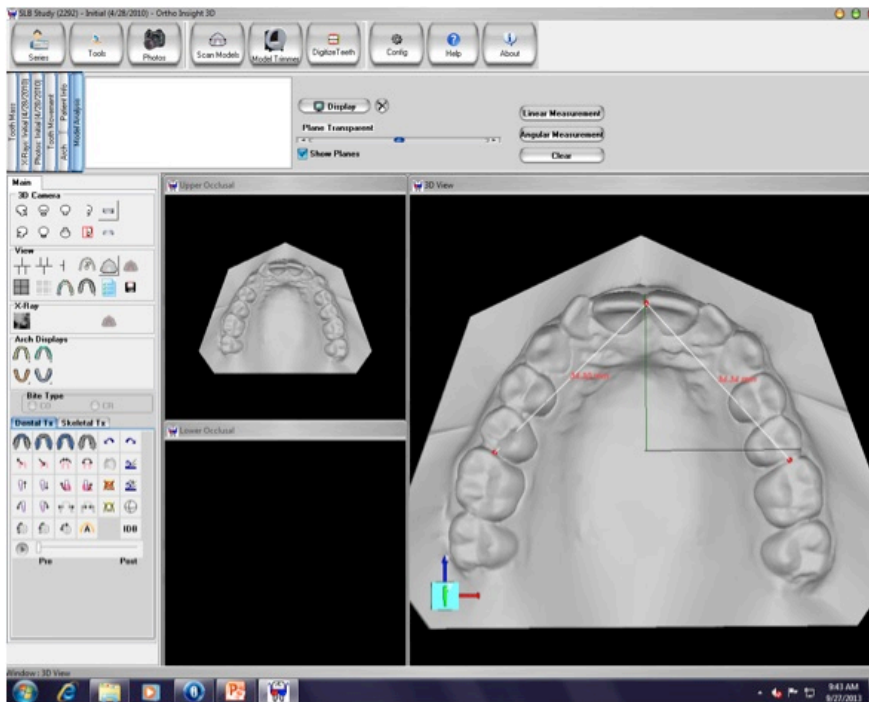 SLB Study (2292) - Initial (4/28/2010) - Ortho Insight 3D
Series
Tools
Photos
Scan Models
Model Trimmer
DigitizeTeeth
Config
Help
About
Tooth Mass
X-Rays: Initial (4/28/2010)
Photos: Initial (4/28/2010)
Tooth Movement
Arch
Patient Info
Model Analysis
Display
Plane Transparent
Show Planes
Linear Measurement
Angular Measurement
Clear
Main
3D Camera
View
X-Ray
Arch Displays
Bite Type
CO
CR
Dental Tx
Skeletal Tx
A
IDB
Pre
Post
Upper Occlusal
Lower Occlusal
3D View
Window : 3D View
9:43 AM
9/27/2013